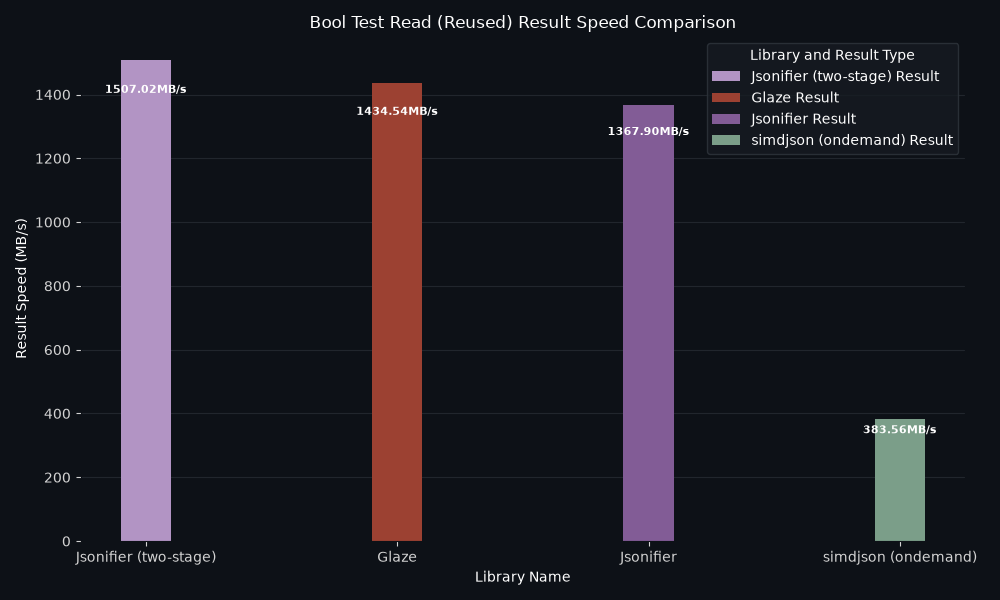 Bool Test Read (Reused) Result Speed Comparison
Library and Result Type
Jsonifier (two-stage) Result
Glaze Result
Jsonifier Result
simdjson (ondemand) Result
1507.02MB/s
1434.54MB/s
1367.90MB/s
383.56MB/s
Result Speed (MB/s)
1400
1200
1000
800
600
400
200
0
Jsonifier (two-stage)
Glaze
Jsonifier
simdjson (ondemand)
Library Name